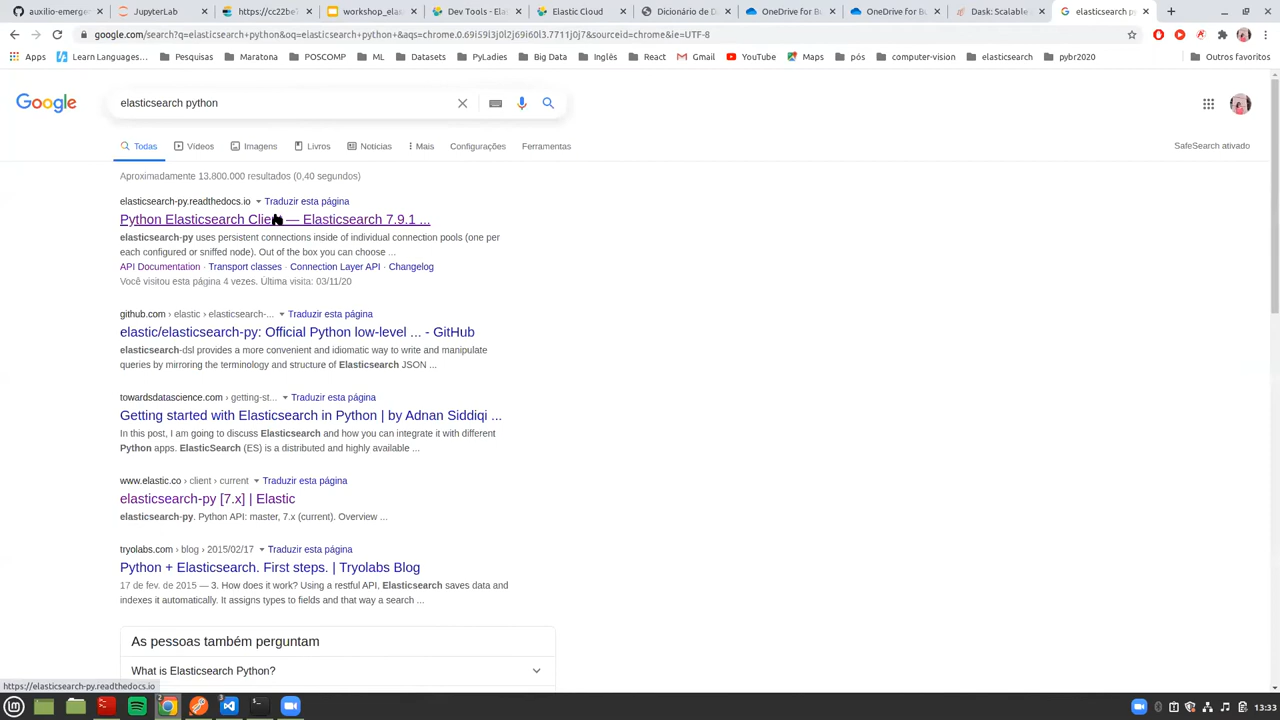 auxilio-emerge
JupyterLab
https://cc22be7
workshop_ela
Dev Tools - Elas
Elastic Cloud
Dicionário de D
OneDrive for Bu
OneDrive for Bu
Dask: Scalable
elasticsearch py
google.com/search?q=elasticsearch+python&oq=elasticsearch+python+&aqs=chrome.0.69i59l3j0l2j69i60l3.7711j0j7&sourceid=chrome&ie=UTF-8
Apps
Learn Languages...
Pesquisas
Maratona
POSCOMP
ML
Datasets
PyLadies
Big Data
Inglês
React
Gmail
YouTube
Maps
pós
computer-vision
elasticsearch
pybr2020
Outros favoritos
Google
elasticsearch python
Todas
Vídeos
Imagens
Livros
Notícias
Mais
Configurações
Ferramentas
SafeSearch ativado
Aproximadamente 13.800.000 resultados (0,40 segundos)
elasticsearch-py.readthedocs.io Traduzir esta página
Python Elasticsearch Client — Elasticsearch 7.9.1 ...
elasticsearch-py uses persistent connections inside of individual connection pools (one per
each configured or sniffed node). Out of the box you can choose ...
API Documentation · Transport classes · Connection Layer API · Changelog
Você visitou esta página 4 vezes. Última visita: 03/11/20
github.com › elastic › elasticsearch-... Traduzir esta página
elastic/elasticsearch-py: Official Python low-level ... - GitHub
elasticsearch-dsl provides a more convenient and idiomatic way to write and manipulate
queries by mirroring the terminology and structure of Elasticsearch JSON ...
towardsdatascience.com › getting-st... Traduzir esta página
Getting started with Elasticsearch in Python | by Adnan Siddiqi ...
In this post, I am going to discuss Elasticsearch and how you can integrate it with different
Python apps. ElasticSearch (ES) is a distributed and highly available ...
www.elastic.co › client › current Traduzir esta página
elasticsearch-py [7.x] | Elastic
elasticsearch-py. Python API: master, 7.x (current). Overview ...
tryolabs.com › blog › 2015/02/17 Traduzir esta página
Python + Elasticsearch. First steps. | Tryolabs Blog
17 de fev. de 2015 — 3. How does it work? Using a restful API, Elasticsearch saves data and
indexes it automatically. It assigns types to fields and that way a search ...
As pessoas também perguntam
What is Elasticsearch Python?
https://elasticsearch-py.readthedocs.io
13:33